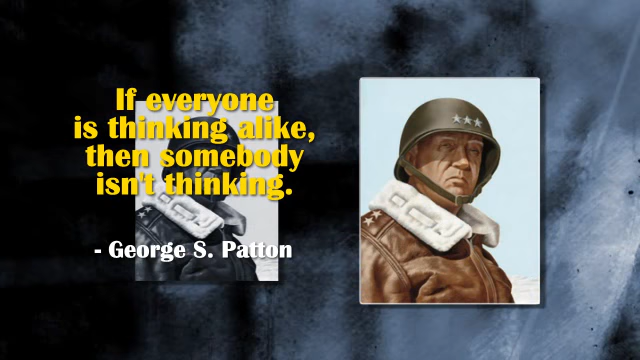 If everyone
is thinking alike,
then somebody
isn't thinking.
- George S. Patton